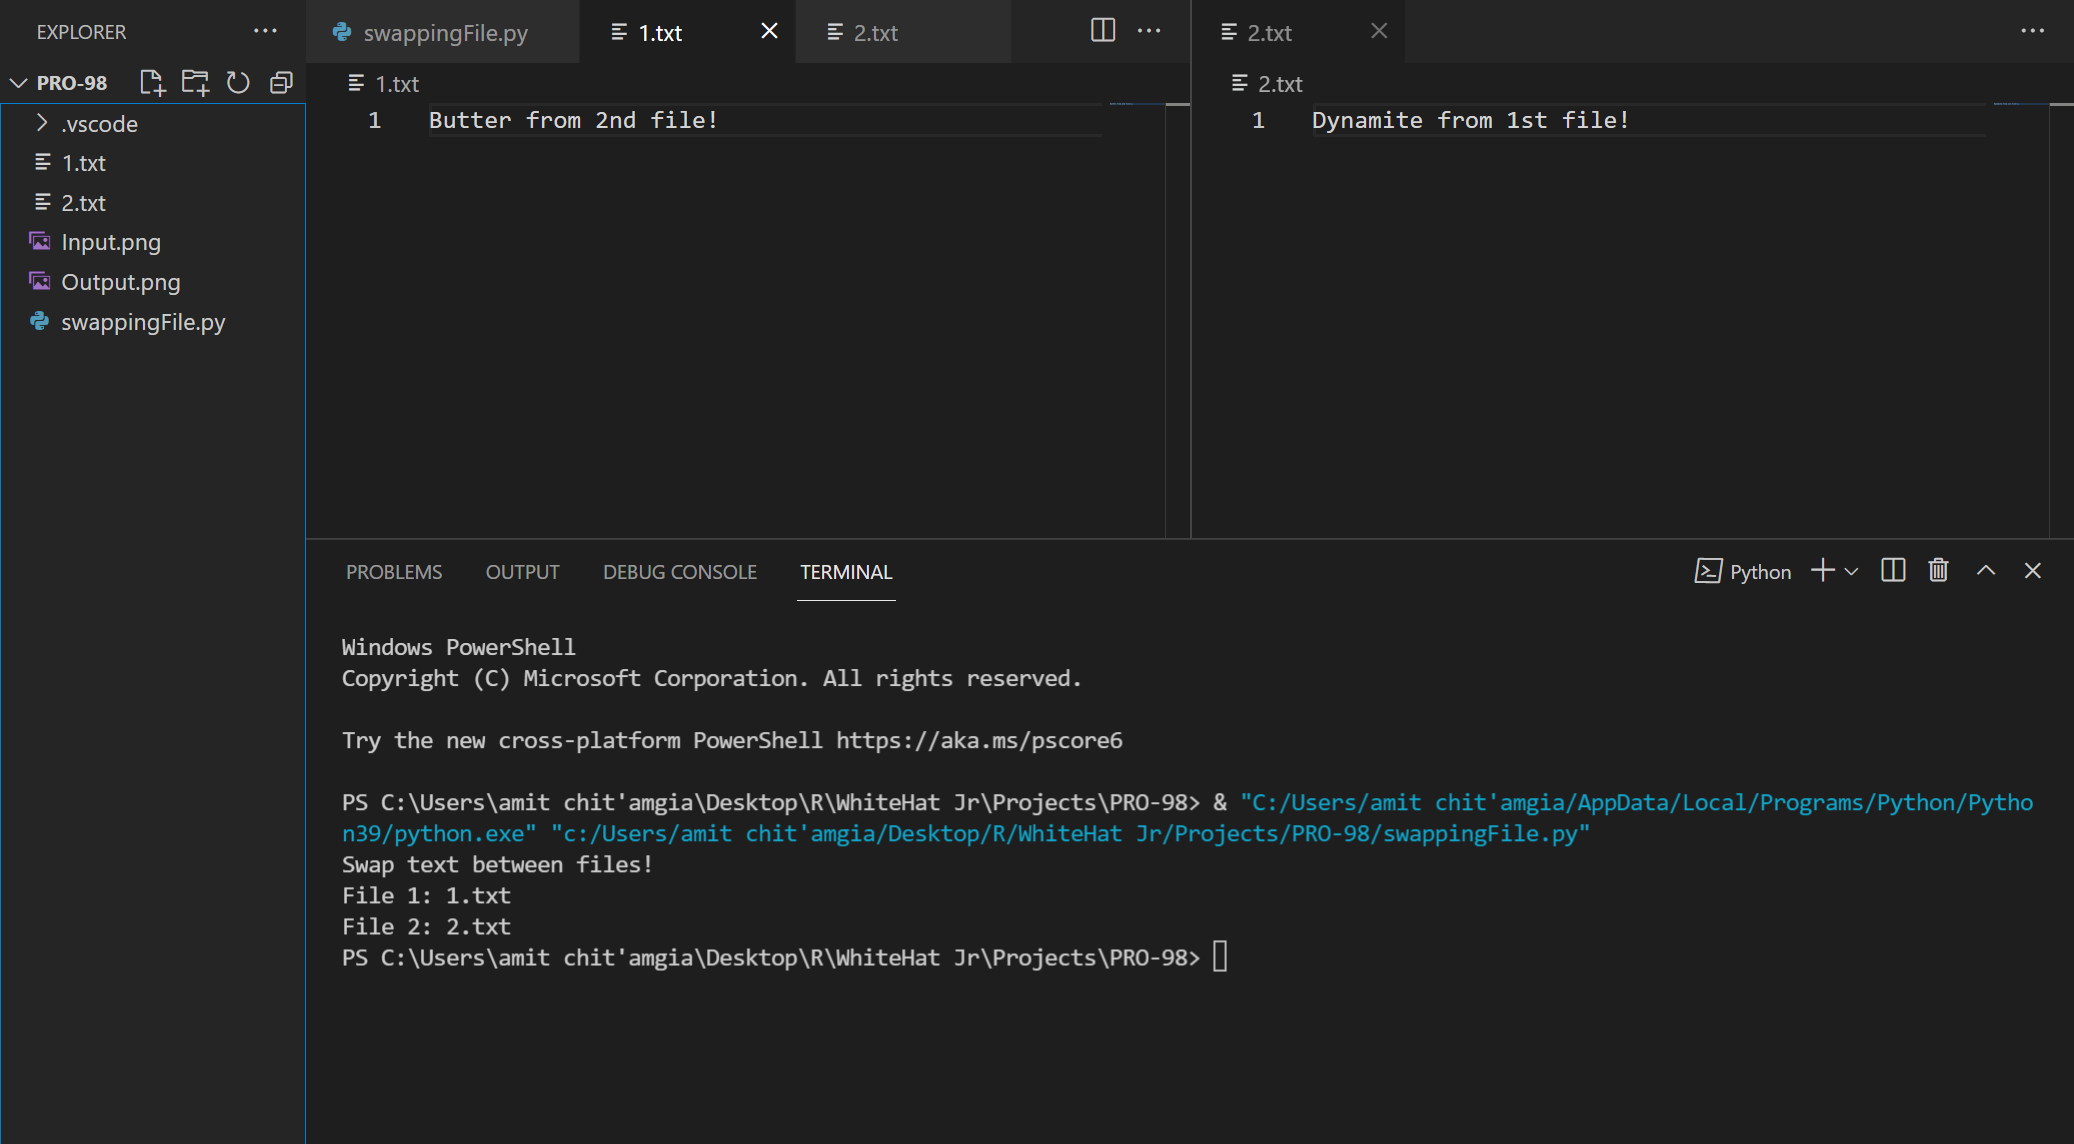 EXPLORER
PRO-98
.vscode
1.txt
2.txt
Input.png
Output.png
swappingFile.py
swappingFile.py 1.txt 2.txt
1.txt
1 Butter from 2nd file!
2.txt
2.txt
1 Dynamite from 1st file!
PROBLEMS OUTPUT DEBUG CONSOLE TERMINAL
Python
Windows PowerShell
Copyright (C) Microsoft Corporation. All rights reserved.
Try the new cross-platform PowerShell https://aka.ms/pscore6
PS C:\Users\amit chit'amgia\Desktop\R\WhiteHat Jr\Projects\PRO-98> & "C:/Users/amit chit'amgia/AppData/Local/Programs/Python/Pytho
n39/python.exe" "c:/Users/amit chit'amgia/Desktop/R/WhiteHat Jr/Projects/PRO-98/swappingFile.py"
Swap text between files!
File 1: 1.txt
File 2: 2.txt
PS C:\Users\amit chit'amgia\Desktop\R\WhiteHat Jr\Projects\PRO-98>